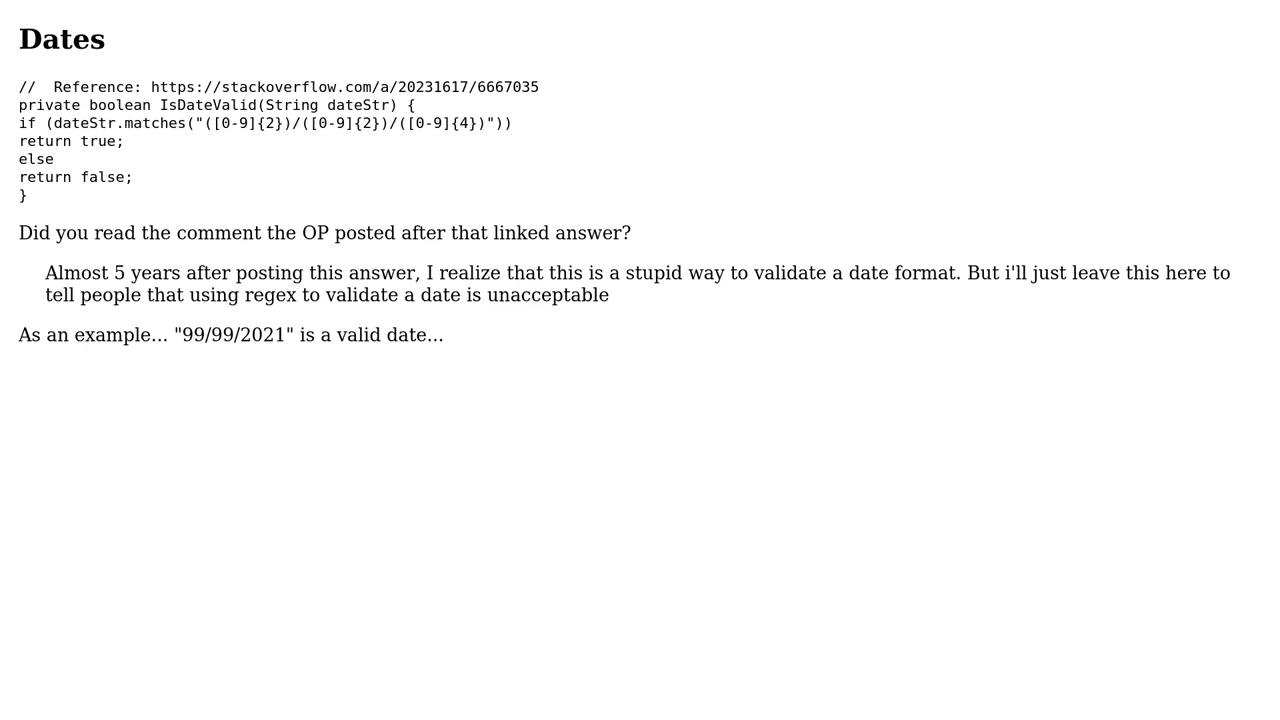 Dates
//  Reference: https://stackoverflow.com/a/20231617/6667035
private boolean IsDateValid(String dateStr) {
if (dateStr.matches("([0-9]{2})/([0-9]{2})/([0-9]{4})"))
return true;
else
return false;
}
Did you read the comment the OP posted after that linked answer?
Almost 5 years after posting this answer, I realize that this is a stupid way to validate a date format. But i'll just leave this here to
tell people that using regex to validate a date is unacceptable
As an example... "99/99/2021" is a valid date...